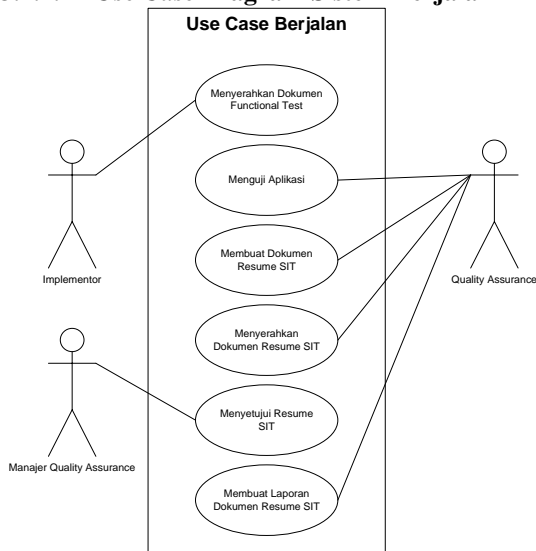 Use Case Berjalan
Menyerahkan Dokumen
Functional Test
Menguji Aplikasi
Membuat Dokumen
Resume SIT
Menyerahkan
Dokumen Resume SIT
Menyetujui Resume
SIT
Membuat Laporan
Dokumen Resume SIT
Implementor
Manajer Quality Assurance
Quality Assurance